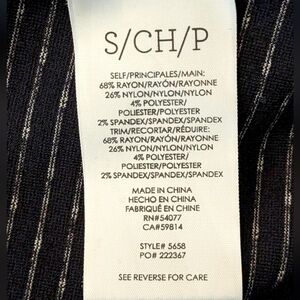 S/CH/P
SELF/PRINCIPALES/MAIN:
68% RAYON/RAYON/RAYONNE
26% NYLON/NYLON/NYLON
4% POLYESTER/
POLIESTER/POLYESTER
2% SPANDEX/SPANDEX/SPANDEX
TRIM/RECORTAR/RÉDUIRE:
68% RAYON/RAYON/RAYONNE
26% NYLON/NYLON/NYLON
4% POLYESTER/
POLIESTER/POLYESTER
2% SPANDEX/SPANDEX/SPANDEX
MADE IN CHINA
HECHO EN CHINA
FABRIQUÉ EN CHINE
RN#54077
CA#59814
STYLE# 5658
PO# 222367
SEE REVERSE FOR CARE